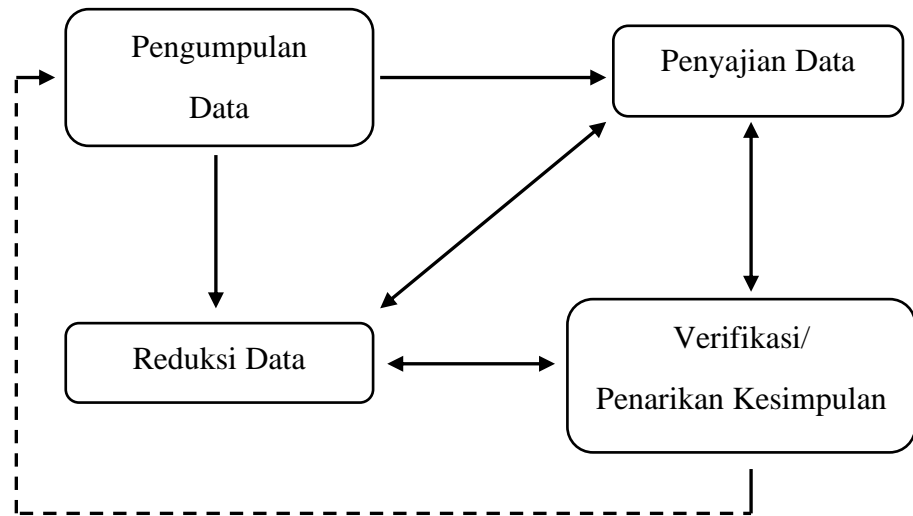 Pengumpulan
Data
Penyajian Data
Reduksi Data
Verifikasi/
Penarikan Kesimpulan